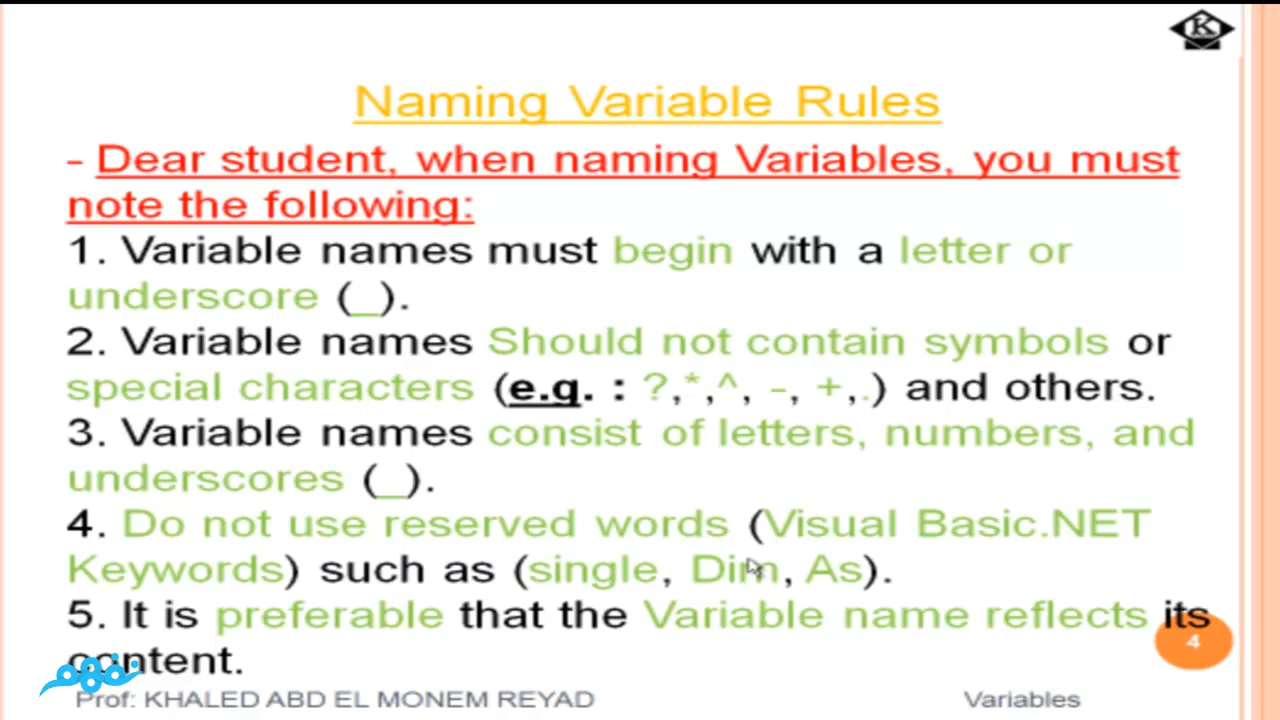 K
Naming Variable Rules
- Dear student, when naming Variables, you must
note the following:
1. Variable names must begin with a letter or
underscore (_).
2. Variable names Should not contain symbols or
special characters (e.g. : ?,*,^, -, +,.) and others.
3. Variable names consist of letters, numbers, and
underscores (_).
4. Do not use reserved words (Visual Basic.NET
Keywords) such as (single, Dim, As).
5. It is preferable that the Variable name reflects its
content.
4
نفهم
Prof: KHALED ABD EL MONEM REYAD
Variables